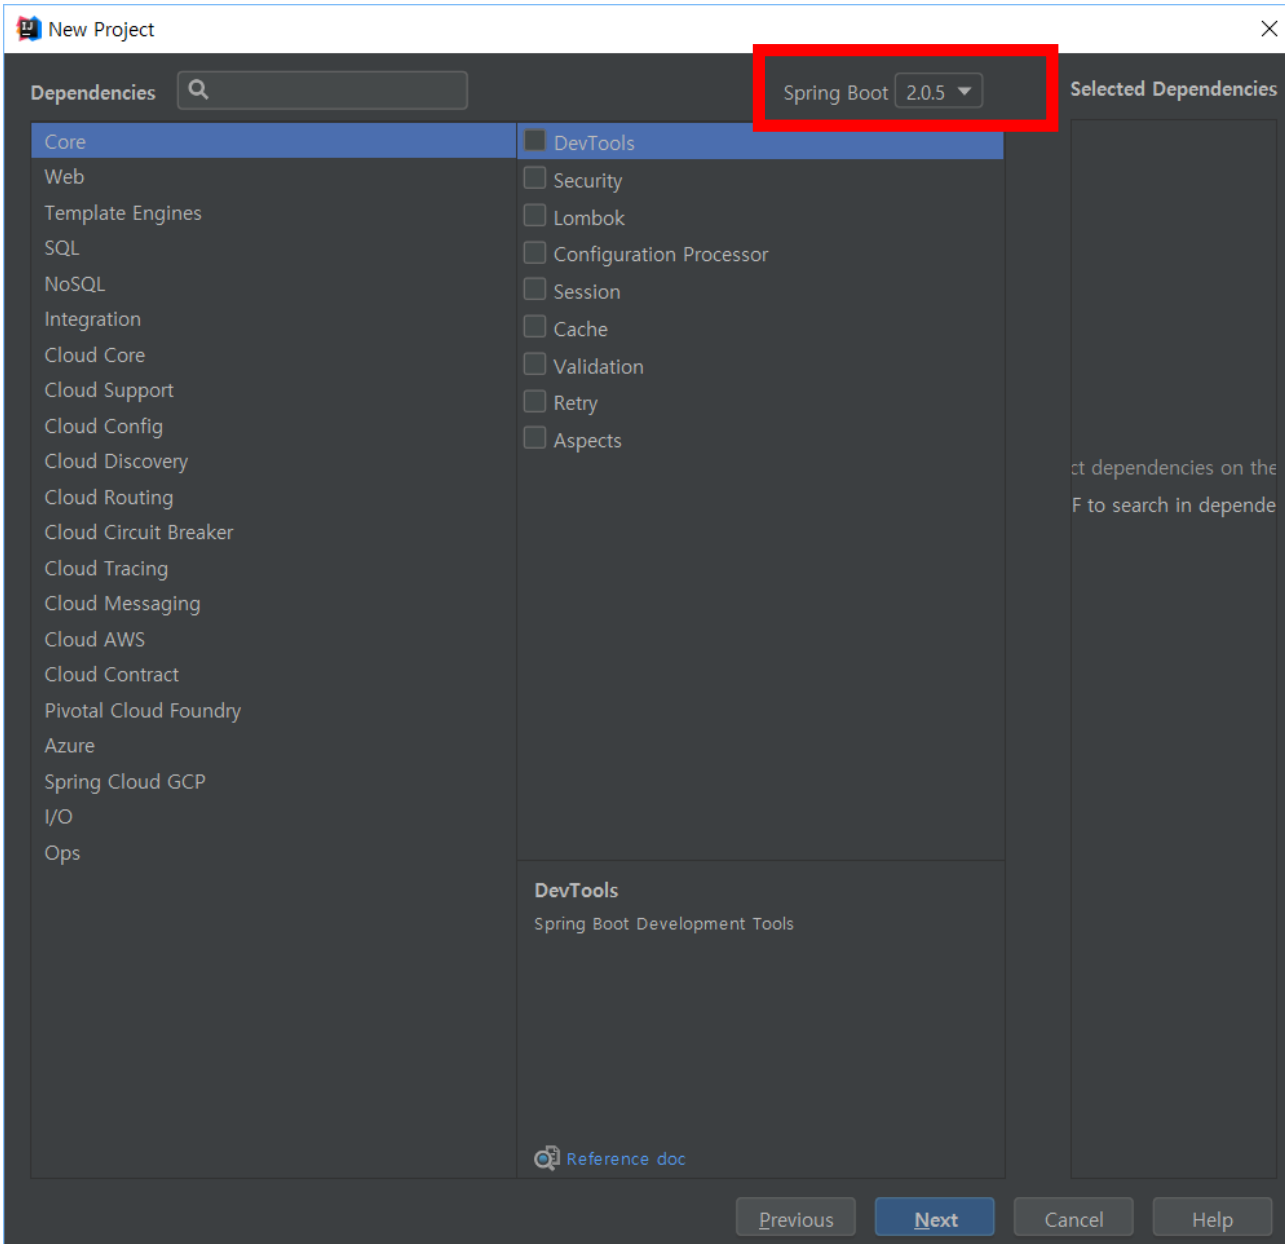 New Project
Dependencies
Spring Boot 2.0.5
Selected Dependencies
Core
Web
Template Engines
SQL
NoSQL
Integration
Cloud Core
Cloud Support
Cloud Config
Cloud Discovery
Cloud Routing
Cloud Circuit Breaker
Cloud Tracing
Cloud Messaging
Cloud AWS
Cloud Contract
Pivotal Cloud Foundry
Azure
Spring Cloud GCP
I/O
Ops
DevTools
Security
Lombok
Configuration Processor
Session
Cache
Validation
Retry
Aspects
DevTools
Spring Boot Development Tools
Reference doc
ct dependencies on the
F to search in depende
Previous
Next
Cancel
Help